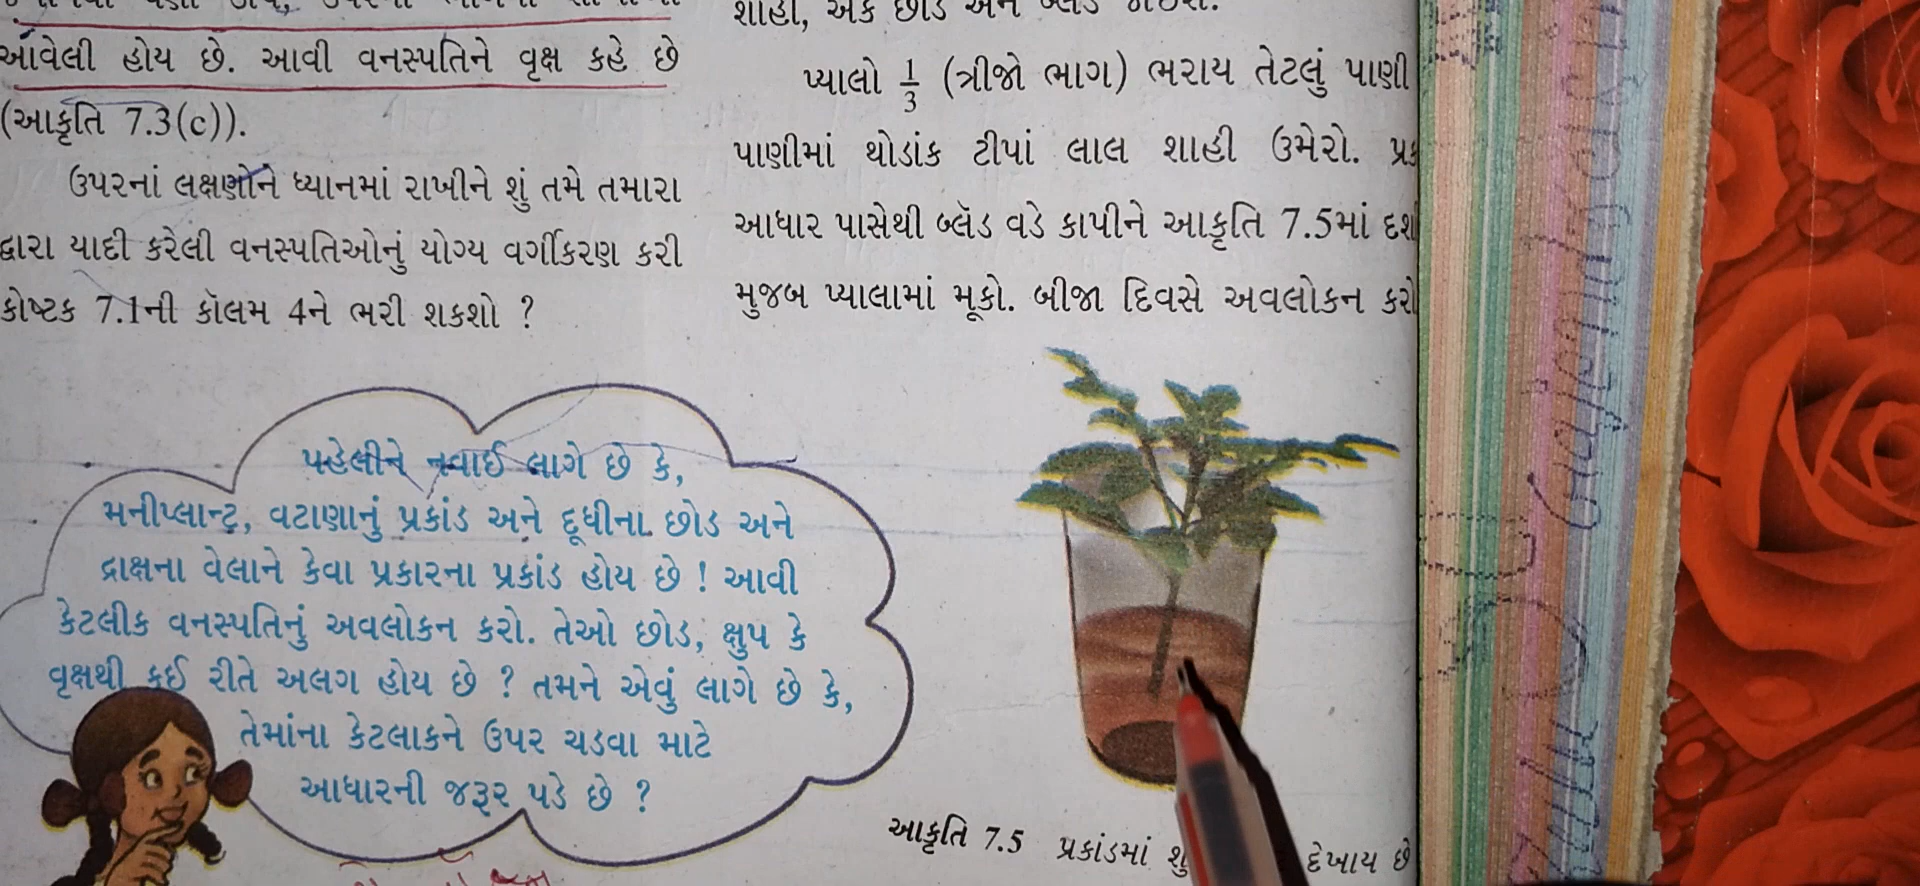 આવેલી હોય છે. આવી વનસ્પતિને વૃક્ષ કહે છે
(આકૃતિ 7.3(c)).
ઉપરનાં લક્ષણોને ધ્યાનમાં રાખીને શું તમે તમારા
દ્વારા યાદી કરેલી વનસ્પતિઓનું યોગ્ય વર્ગીકરણ કરી
કોષ્ટક 7.1ની કૉલમ 4ને ભરી શકશો ?
પહેલીને નવાઈ લાગે છે કે,
મનીપ્લાન્ટ, વટાણાનું પ્રકાંડ અને દૂધીના છોડ અને
દ્રાક્ષના વેલાને કેવા પ્રકારના પ્રકાંડ હોય છે ! આવી
કેટલીક વનસ્પતિનું અવલોકન કરો. તેઓ છોડ, ક્ષુપ કે
વૃક્ષથી કઈ રીતે અલગ હોય છે ? તમને એવું લાગે છે કે,
તેમાંના કેટલાકને ઉપર ચડવા માટે
આધારની જરૂર પડે છે ?
શાહી, એક છોડ અને બ્લેડ
પ્યાલો 1/3 (ત્રીજો ભાગ) ભરાય તેટલું પાણી
પાણીમાં થોડાંક ટીપાં લાલ શાહી ઉમેરો.
આધાર પાસેથી બ્લૅડ વડે કાપીને આકૃતિ 7.5માં
મુજબ પ્યાલામાં મૂકો. બીજા દિવસે અવલોકન કરો
આકૃતિ 7.5 પ્રકાંડમાં શું દેખાય છે